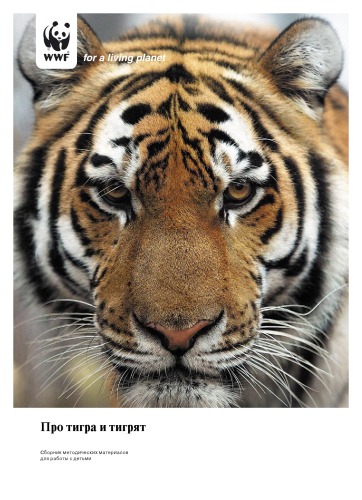 WWF
for a living planet
Про тигра и тигрят
Сборник методических материалов
для работы с детьми